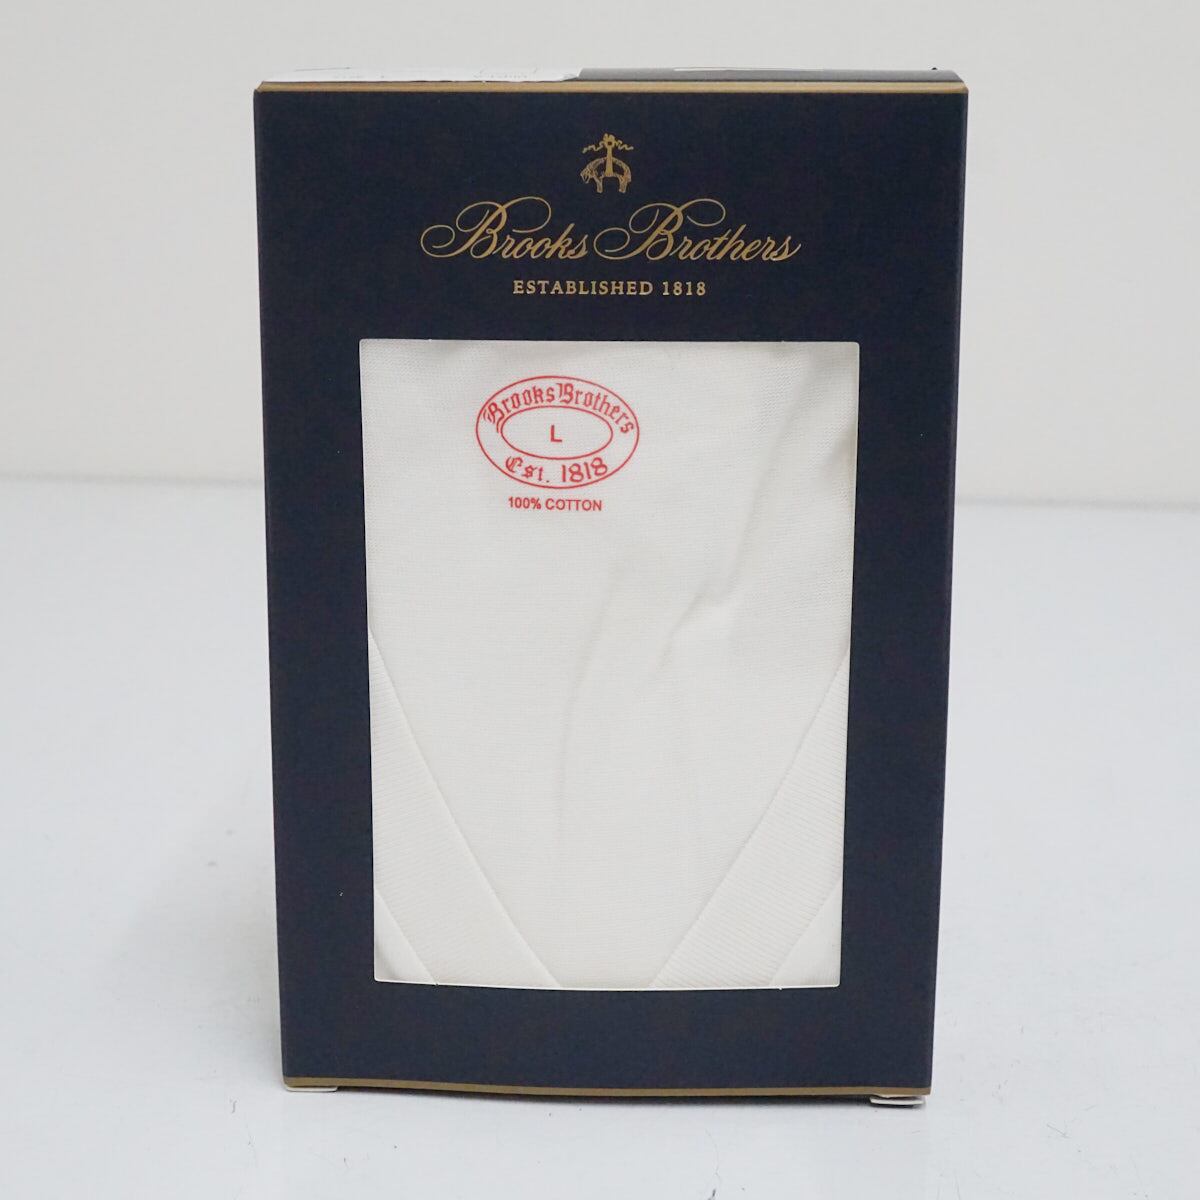 Brooks Brothers
ESTABLISHED 1818
Brooks Brothers
L
Est. 1818
100% COTTON